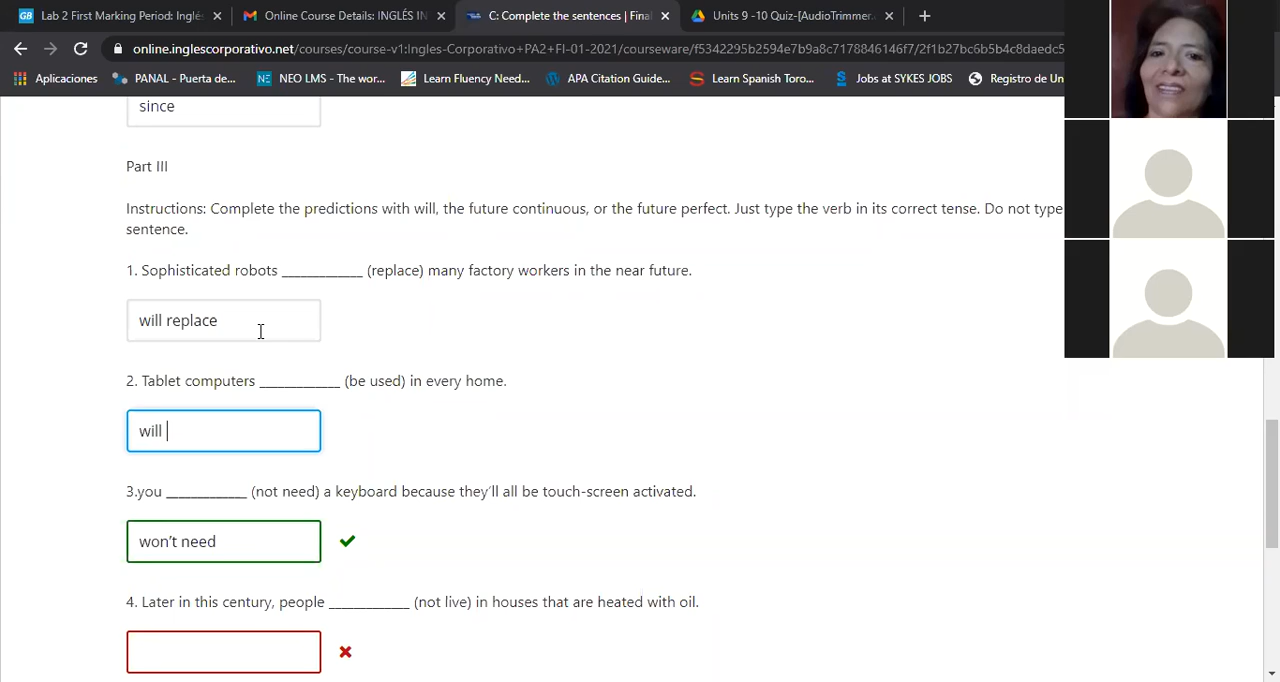 GB Lab 2 First Marking Period: Inglé
Online Course Details: INGLÉS IN
C: Complete the sentences | Final
Units 9 -10 Quiz-[AudioTrimmer.
online.inglescorporativo.net/courses/course-v1:Ingles-Corporativo+PA2+FI-01-2021/courseware/f5342295b2594e7b9a8c7178846146f7/2f1b27bc6b5b4c8daedc5
Aplicaciones PANAL - Puerta de... NE NEO LMS - The wor... Learn Fluency Need... APA Citation Guide... Learn Spanish Toro... Jobs at SYKES JOBS Registro de Un
since
Part III
Instructions: Complete the predictions with will, the future continuous, or the future perfect. Just type the verb in its correct tense. Do not type
sentence.
1. Sophisticated robots ____________ (replace) many factory workers in the near future.
will replace
2. Tablet computers ____________ (be used) in every home.
will
3.you ____________ (not need) a keyboard because they’ll all be touch-screen activated.
won’t need
4. Later in this century, people ____________ (not live) in houses that are heated with oil.